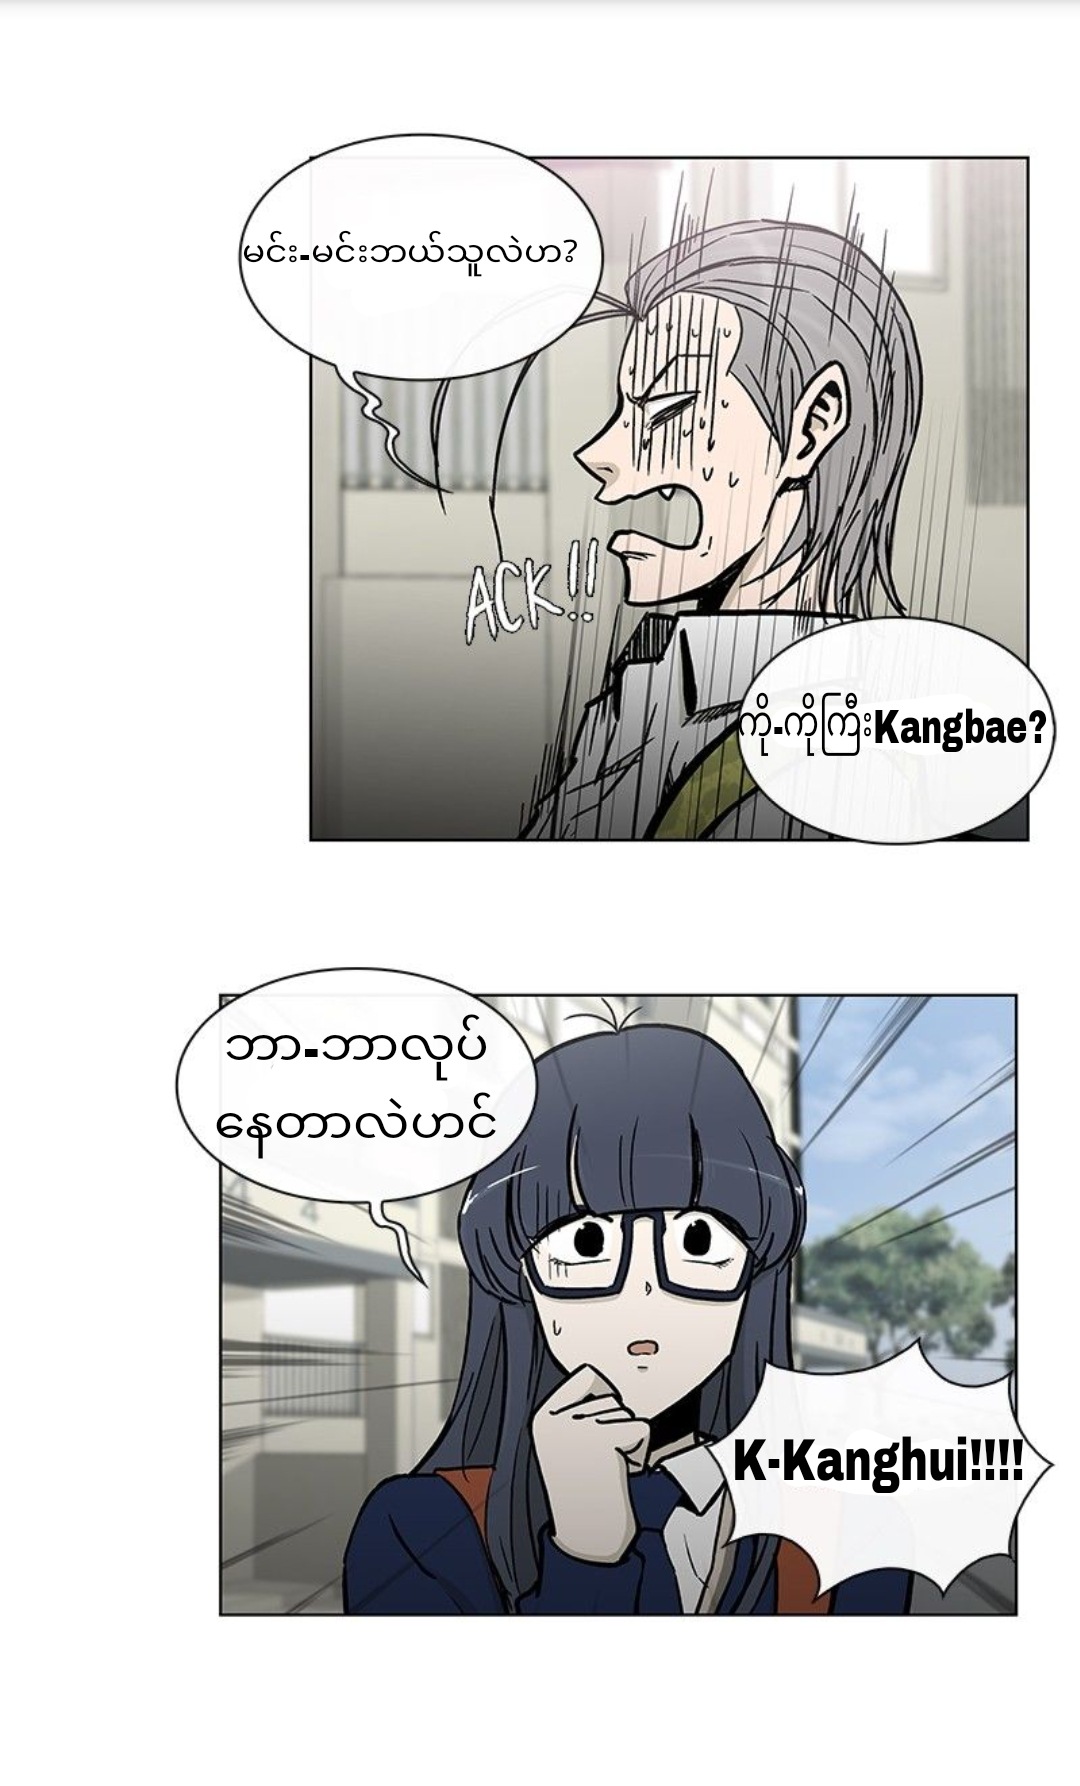 မင်း-မင်းဘယ်သူလဲဟ?
ACK!!
ကို-ကိုကြီးKangbae?
ဘာ-ဘာလုပ်
နေတာလဲဟင်
K-Kanghui!!!!